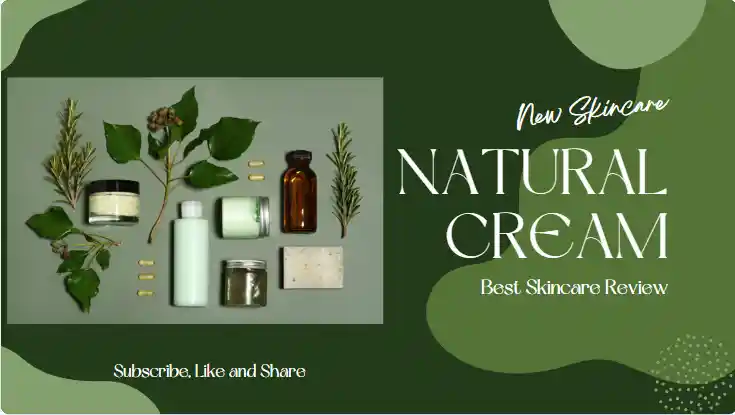 New Skincare
NATURAL
CREAM
Best Skincare Review
Subscribe, Like and Share